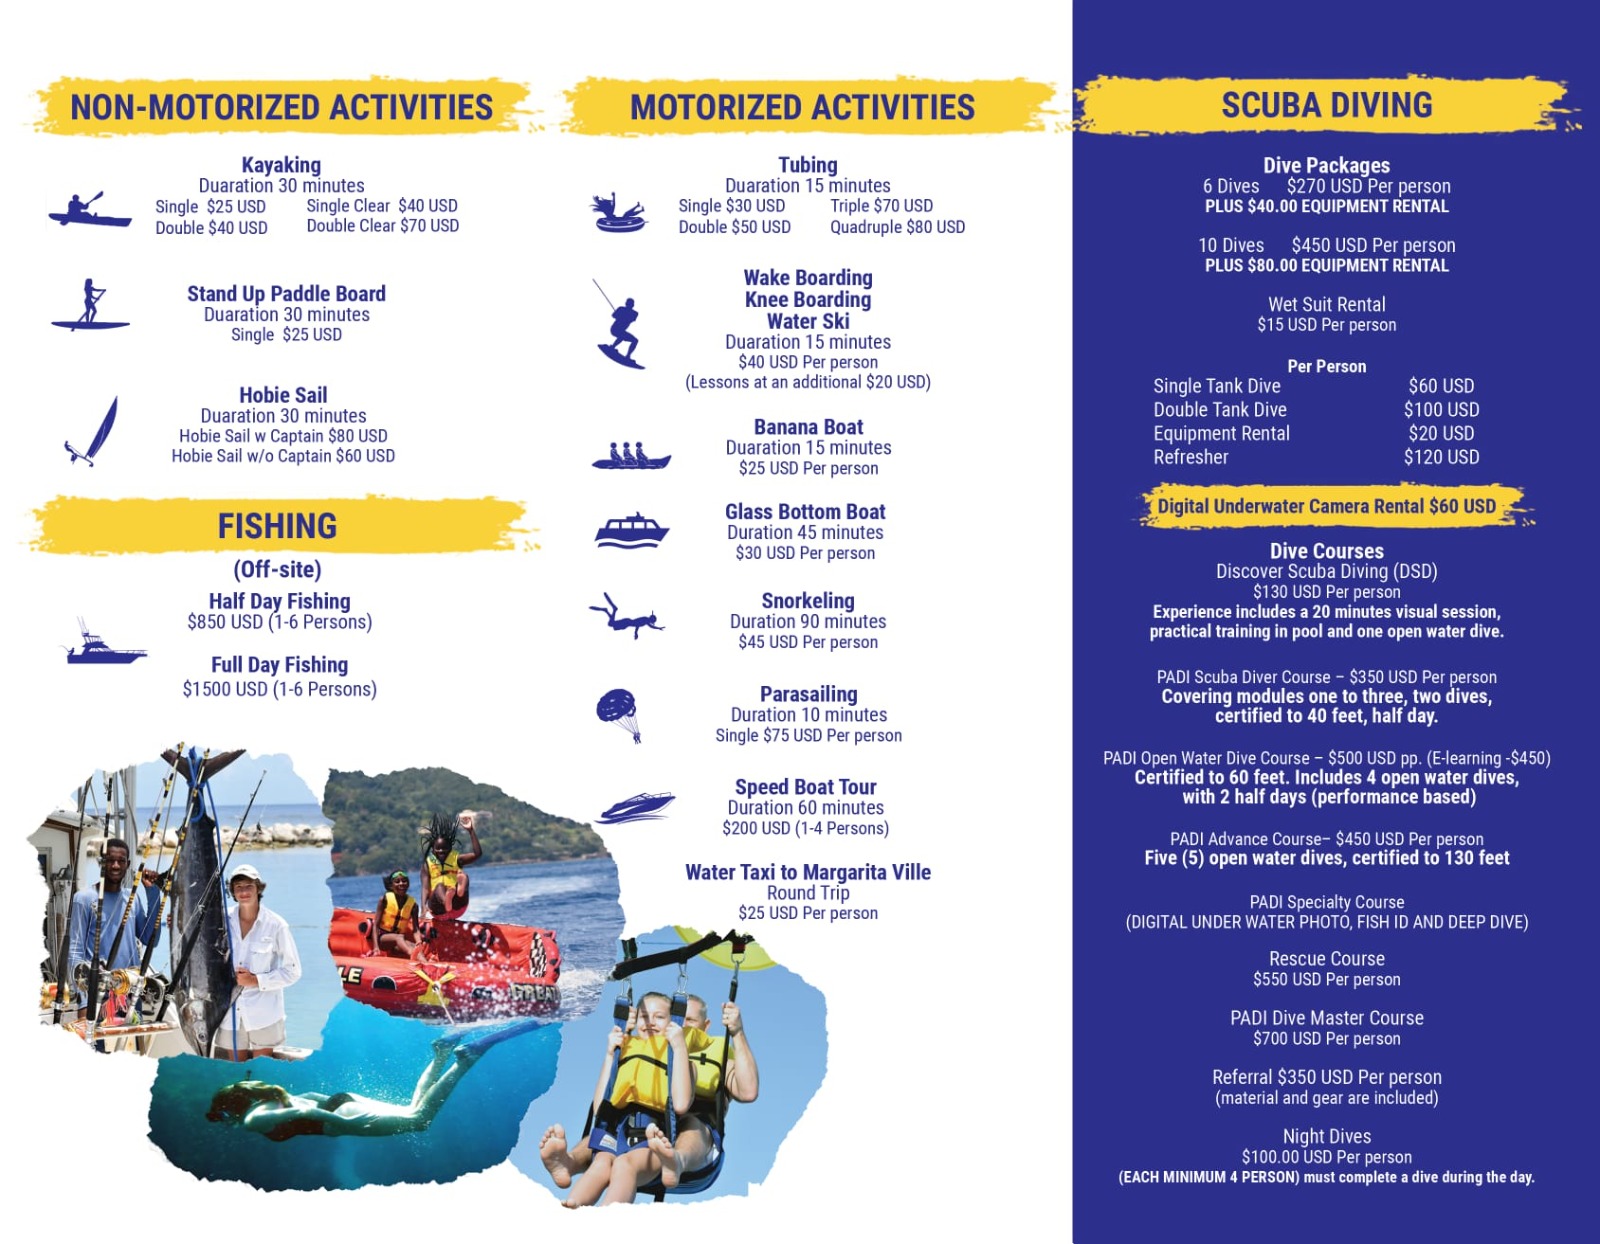 NON-MOTORIZED ACTIVITIES
Kayaking
Duaration 30 minutes
Single $25 USD Single Clear $40 USD
Double $40 USD Double Clear $70 USD
Stand Up Paddle Board
Duaration 30 minutes
Single $25 USD
Hobie Sail
Duaration 30 minutes
Hobie Sail w Captain $80 USD
Hobie Sail w/o Captain $60 USD
FISHING
(Off-site)
Half Day Fishing
$850 USD (1-6 Persons)
Full Day Fishing
$1500 USD (1-6 Persons)
MOTORIZED ACTIVITIES
Tubing
Duaration 15 minutes
Single $30 USD Triple $70 USD
Double $50 USD Quadruple $80 USD
Wake Boarding
Knee Boarding
Water Ski
Duaration 15 minutes
$40 USD Per person
(Lessons at an additional $20 USD)
Banana Boat
Duaration 15 minutes
$25 USD Per person
Glass Bottom Boat
Duration 45 minutes
$30 USD Per person
Snorkeling
Duration 90 minutes
$45 USD Per person
Parasailing
Duration 10 minutes
Single $75 USD Per person
Speed Boat Tour
Duration 60 minutes
$200 USD (1-4 Persons)
Water Taxi to Margarita Ville
Round Trip
$25 USD Per person
LE
GREAT
SCUBA DIVING
Dive Packages
6 Dives $270 USD Per person
PLUS $40.00 EQUIPMENT RENTAL
10 Dives $450 USD Per person
PLUS $80.00 EQUIPMENT RENTAL
Wet Suit Rental
$15 USD Per person
Per Person
Single Tank Dive $60 USD
Double Tank Dive $100 USD
Equipment Rental $20 USD
Refresher $120 USD
Digital Underwater Camera Rental $60 USD
Dive Courses
Discover Scuba Diving (DSD)
$130 USD Per person
Experience includes a 20 minutes visual session,
practical training in pool and one open water dive.
PADI Scuba Diver Course – $350 USD Per person
Covering modules one to three, two dives,
certified to 40 feet, half day.
PADI Open Water Dive Course – $500 USD pp. (E-learning -$450)
Certified to 60 feet. Includes 4 open water dives,
with 2 half days (performance based)
PADI Advance Course– $450 USD Per person
Five (5) open water dives, certified to 130 feet
PADI Specialty Course
(DIGITAL UNDER WATER PHOTO, FISH ID AND DEEP DIVE)
Rescue Course
$550 USD Per person
PADI Dive Master Course
$700 USD Per person
Referral $350 USD Per person
(material and gear are included)
Night Dives
$100.00 USD Per person
(EACH MINIMUM 4 PERSON) must complete a dive during the day.